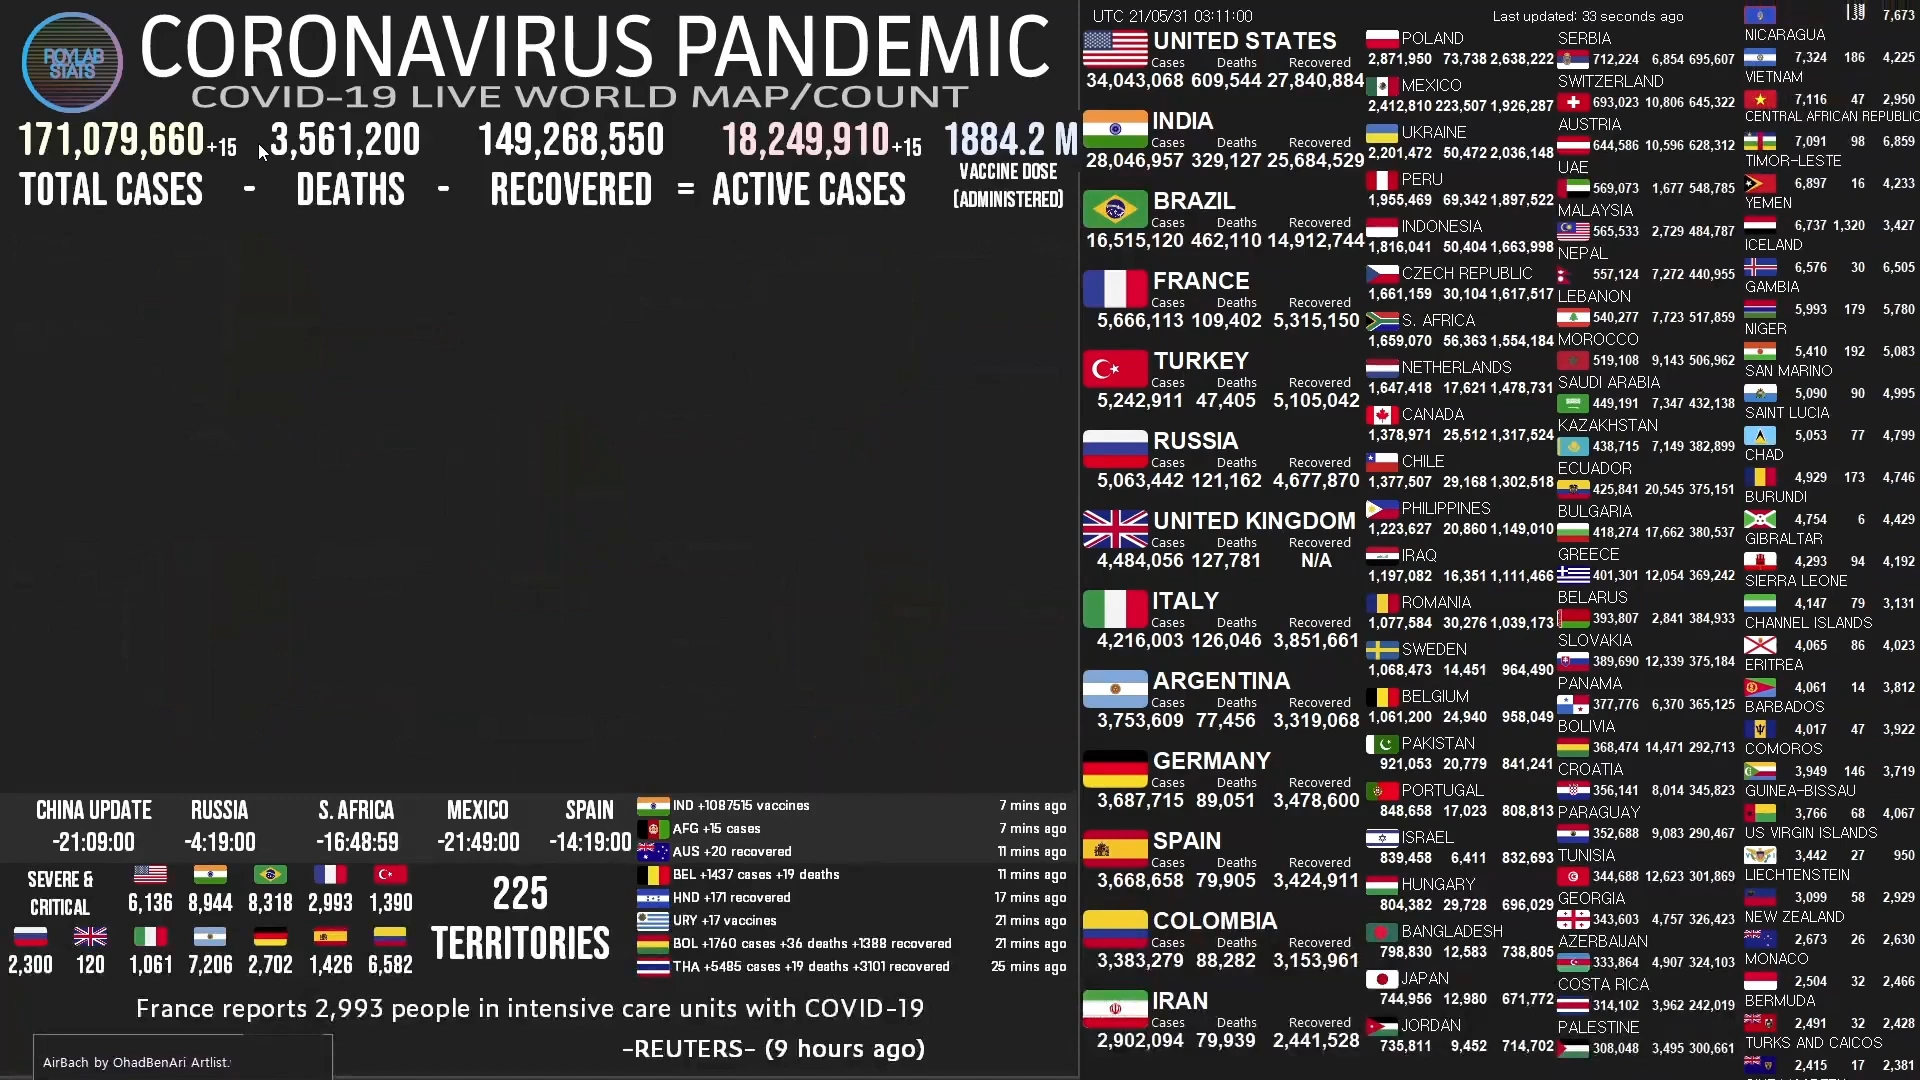 ROYLAB
STATS
CORONAVIRUS PANDEMIC
COVID-19 LIVE WORLD MAP/COUNT
171,079,660 +15 3,561,200 149,268,550 18,249,910 +15 1884.2 M
TOTAL CASES - DEATHS - RECOVERED = ACTIVE CASES
VACCINE DOSE
(ADMINISTERED)
CHINA UPDATE RUSSIA S. AFRICA MEXICO SPAIN
-21:09:00 -4:19:00 -16:48:59 -21:49:00 -14:19:00
SEVERE &
CRITICAL
6,136 8,944 8,318 2,993 1,390
2,300 120 1,061 7,206 2,702 1,426 6,582
225
TERRITORIES
IND +1087515 vaccines 7 mins ago
AFG +15 cases 7 mins ago
AUS +20 recovered 11 mins ago
BEL +1437 cases +19 deaths 11 mins ago
HND +171 recovered 17 mins ago
URY +17 vaccines 21 mins ago
BOL +1760 cases +36 deaths +1388 recovered 21 mins ago
THA +5485 cases +19 deaths +3101 recovered 25 mins ago
France reports 2,993 people in intensive care units with COVID-19
-REUTERS- (9 hours ago)
AirBach by OhadBenAri Artlist.
UTC 21/05/31 03:11:00 Last updated: 33 seconds ago
UNITED STATES
Cases Deaths Recovered
34,043,068 609,544 27,840,884
INDIA
Cases Deaths Recovered
28,046,957 329,127 25,684,529
BRAZIL
Cases Deaths Recovered
16,515,120 462,110 14,912,744
FRANCE
Cases Deaths Recovered
5,666,113 109,402 5,315,150
TURKEY
Cases Deaths Recovered
5,242,911 47,405 5,105,042
RUSSIA
Cases Deaths Recovered
5,063,442 121,162 4,677,870
UNITED KINGDOM
Cases Deaths Recovered
4,484,056 127,781 N/A
ITALY
Cases Deaths Recovered
4,216,003 126,046 3,851,661
ARGENTINA
Cases Deaths Recovered
3,753,609 77,456 3,319,068
GERMANY
Cases Deaths Recovered
3,687,715 89,051 3,478,600
SPAIN
Cases Deaths Recovered
3,668,658 79,905 3,424,911
COLOMBIA
Cases Deaths Recovered
3,383,279 88,282 3,153,961
IRAN
Cases Deaths Recovered
2,902,094 79,939 2,441,528
POLAND
2,871,950 73,738 2,638,222
MEXICO
2,412,810 223,507 1,926,287
UKRAINE
2,201,472 50,472 2,036,148
PERU
1,955,469 69,342 1,897,522
INDONESIA
1,816,041 50,404 1,663,998
CZECH REPUBLIC
1,661,159 30,104 1,617,517
S. AFRICA
1,659,070 56,363 1,554,184
NETHERLANDS
1,647,418 17,621 1,478,731
CANADA
1,378,971 25,512 1,317,524
CHILE
1,377,507 29,168 1,302,518
PHILIPPINES
1,223,627 20,860 1,149,010
IRAQ
1,197,082 16,351 1,111,466
ROMANIA
1,077,584 30,276 1,039,173
SWEDEN
1,068,473 14,451 964,490
BELGIUM
1,061,200 24,940 958,049
PAKISTAN
921,053 20,779 841,241
PORTUGAL
848,658 17,023 808,813
ISRAEL
839,458 6,411 832,693
HUNGARY
804,382 29,728 696,029
BANGLADESH
798,830 12,583 738,805
JAPAN
744,956 12,980 671,772
JORDAN
735,811 9,452 714,702
SERBIA
712,224 6,854 695,607
SWITZERLAND
693,023 10,806 645,322
AUSTRIA
644,586 10,596 628,312
UAE
569,073 1,677 548,785
MALAYSIA
565,533 2,729 484,787
NEPAL
557,124 7,272 440,955
LEBANON
540,277 7,723 517,859
MOROCCO
519,108 9,143 506,962
SAUDI ARABIA
449,191 7,347 432,138
KAZAKHSTAN
438,715 7,149 382,899
ECUADOR
425,841 20,545 375,151
BULGARIA
418,274 17,662 380,537
GREECE
401,301 12,054 369,242
BELARUS
393,807 2,841 384,933
SLOVAKIA
389,690 12,339 375,184
PANAMA
377,776 6,370 365,125
BOLIVIA
368,474 14,471 292,713
CROATIA
356,141 8,014 345,823
PARAGUAY
352,688 9,083 290,467
TUNISIA
344,688 12,623 301,869
GEORGIA
343,603 4,757 326,423
AZERBAIJAN
333,864 4,907 324,103
COSTA RICA
314,102 3,962 242,019
PALESTINE
308,048 3,495 300,661
7,673
NICARAGUA
7,324 186 4,225
VIETNAM
7,116 47 2,950
CENTRAL AFRICAN REPUBLIC
7,091 98 6,859
TIMOR-LESTE
6,897 16 4,233
YEMEN
6,737 1,320 3,427
ICELAND
6,576 30 6,505
GAMBIA
5,993 179 5,780
NIGER
5,410 192 5,083
SAN MARINO
5,090 90 4,995
SAINT LUCIA
5,053 77 4,799
CHAD
4,929 173 4,746
BURUNDI
4,754 6 4,429
GIBRALTAR
4,293 94 4,192
SIERRA LEONE
4,147 79 3,131
CHANNEL ISLANDS
4,065 86 4,023
ERITREA
4,061 14 3,812
BARBADOS
4,017 47 3,922
COMOROS
3,949 146 3,719
GUINEA-BISSAU
3,766 68 4,067
US VIRGIN ISLANDS
3,442 27 950
LIECHTENSTEIN
3,099 58 2,929
NEW ZEALAND
2,673 26 2,630
MONACO
2,504 32 2,466
BERMUDA
2,491 32 2,428
TURKS AND CAICOS
2,415 17 2,381